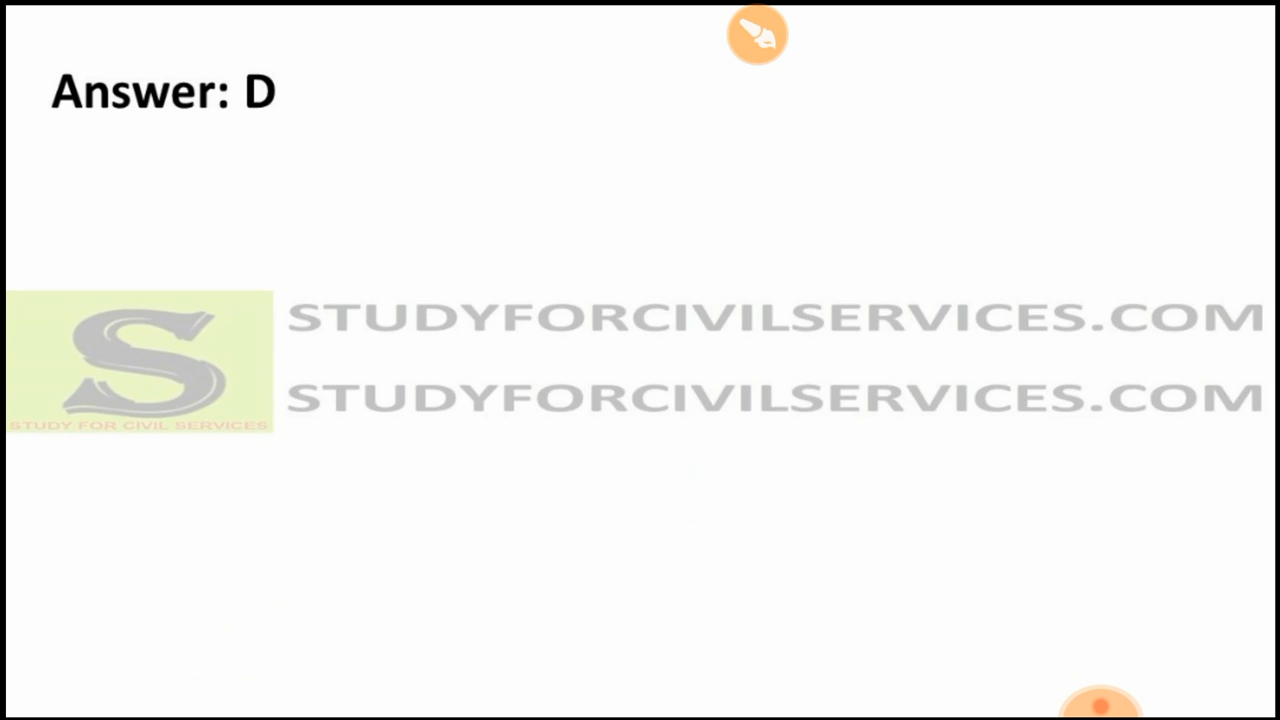 Answer: D
STUDYFORCIVILSERVICES.COM
STUDYFORCIVILSERVICES.COM
S
STUDY FOR CIVIL SERVICES